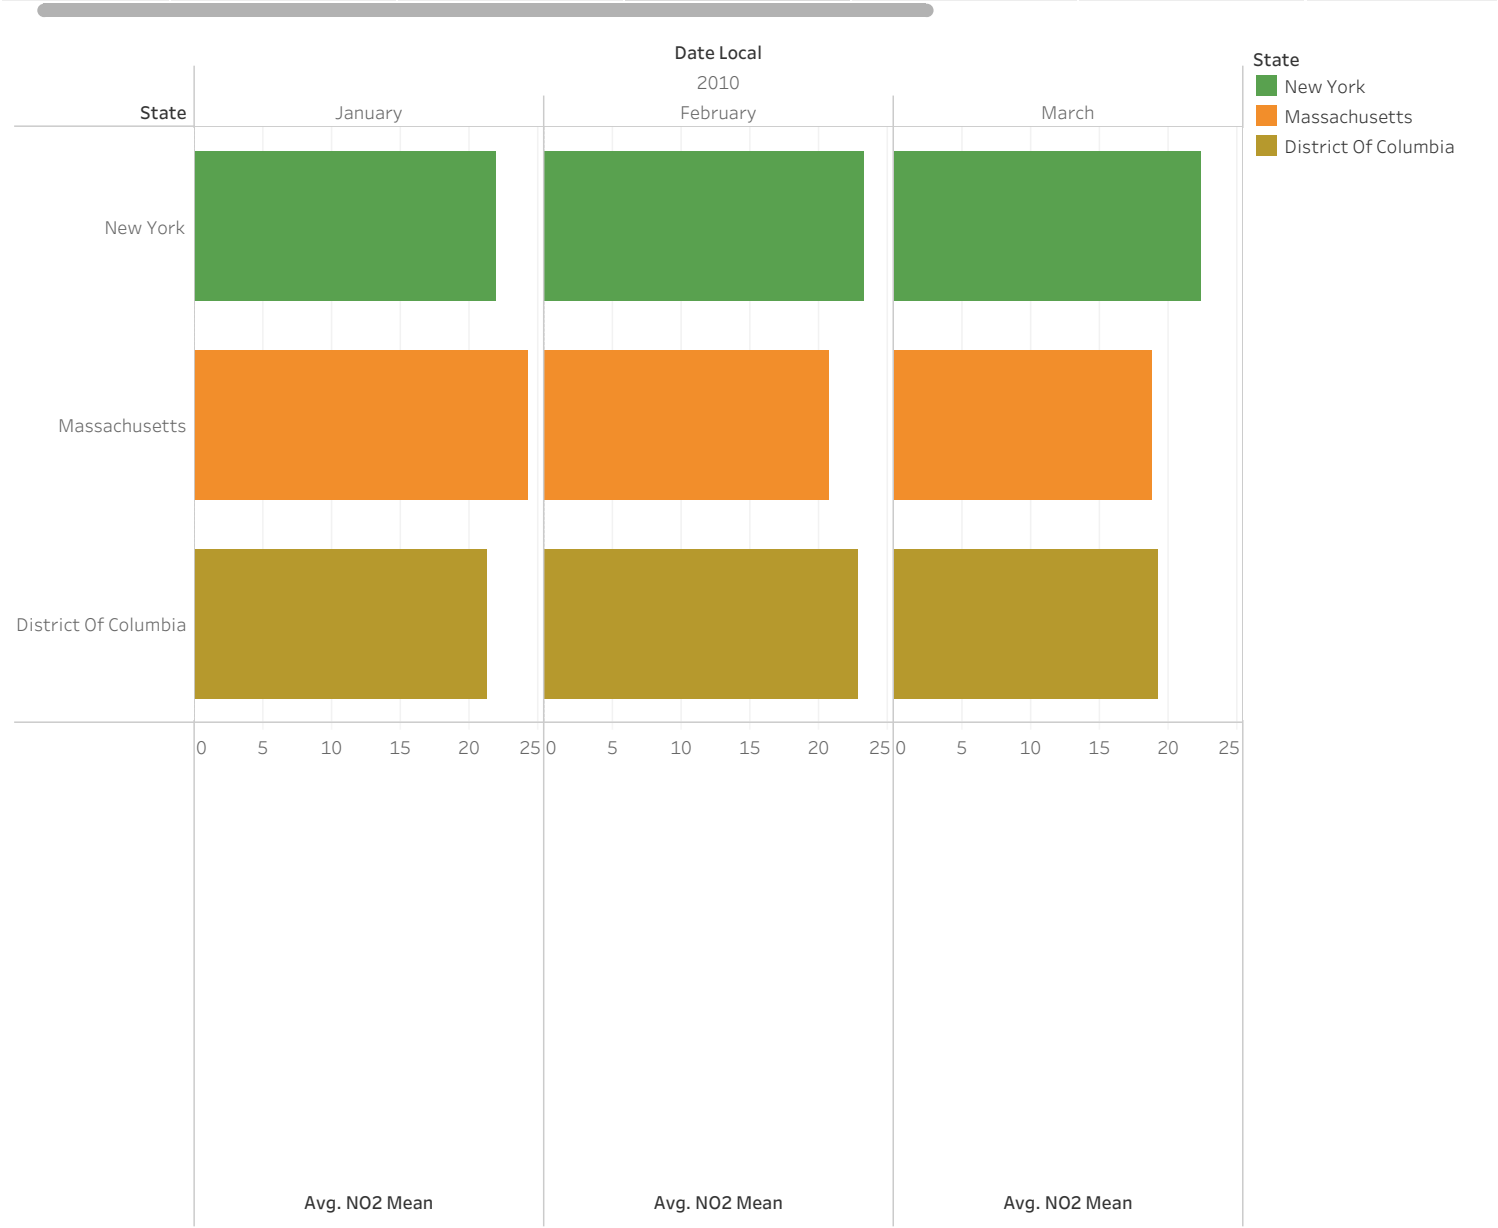 Date Local
2010
State January February March
New York
Massachusetts
District Of Columbia
0 5 10 15 20 25 0 5 10 15 20 25 0 5 10 15 20 25
Avg. NO2 Mean Avg. NO2 Mean Avg. NO2 Mean
State
New York
Massachusetts
District Of Columbia